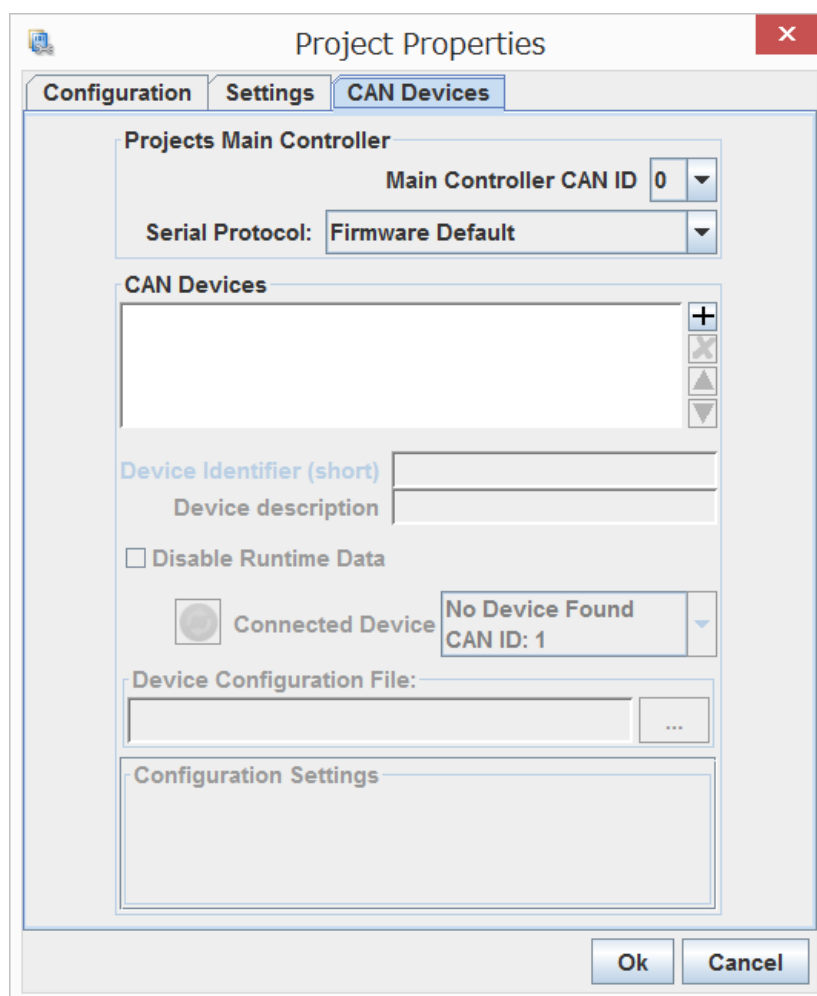 Project Properties
Configuration Settings CAN Devices
Projects Main Controller
Main Controller CAN ID 0
Serial Protocol: Firmware Default
CAN Devices
Device Identifier (short)
Device description
Disable Runtime Data
Connected Device
No Device Found
CAN ID: 1
Device Configuration File:
...
Configuration Settings
Ok Cancel